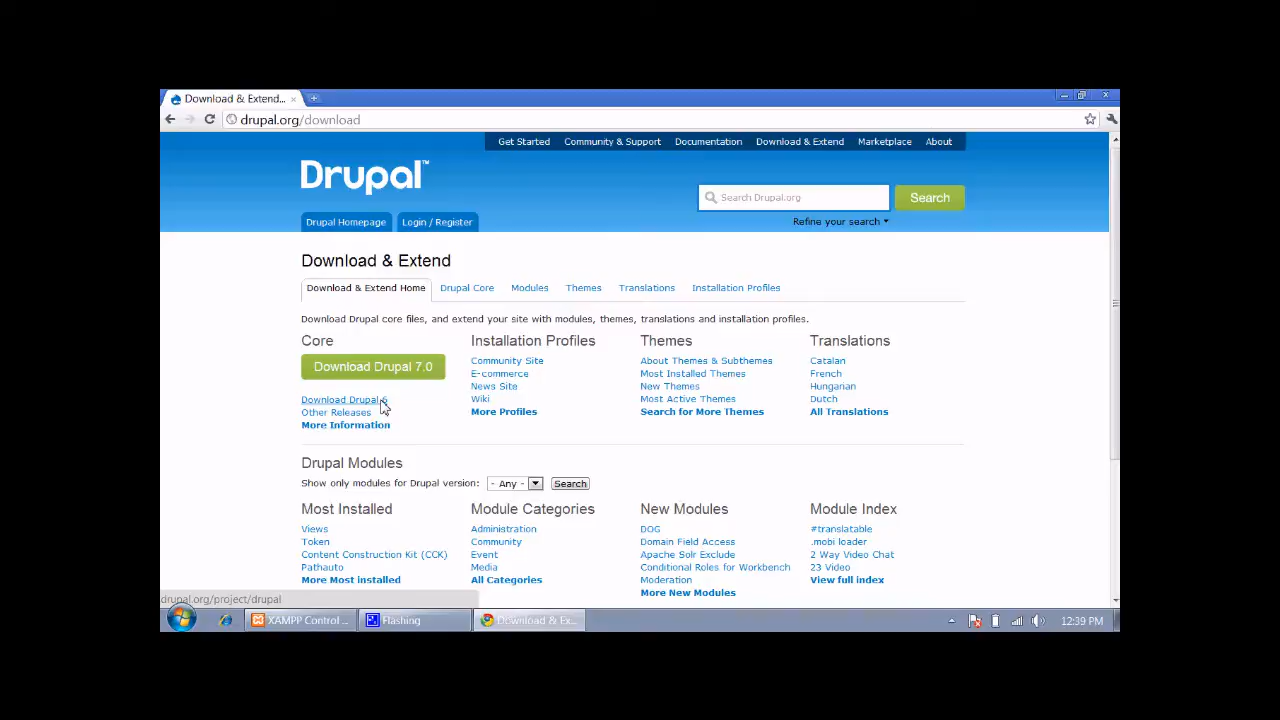 Download & Extend...
drupal.org/download
Get Started Community & Support Documentation Download & Extend Marketplace About
Drupal™
Search Drupal.org Search
Refine your search
Drupal Homepage Login / Register
Download & Extend
Download & Extend Home Drupal Core Modules Themes Translations Installation Profiles
Download Drupal core files, and extend your site with modules, themes, translations and installation profiles.
Core Installation Profiles Themes Translations
Download Drupal 7.0 Community Site About Themes & Subthemes Catalan
E-commerce Most Installed Themes French
News Site New Themes Hungarian
Download Drupal 6 Wiki Most Active Themes Dutch
Other Releases More Profiles Search for More Themes All Translations
More Information
Drupal Modules
Show only modules for Drupal version: - Any - Search
Most Installed Module Categories New Modules Module Index
Views Administration DOG #translatable
Token Community Domain Field Access .mobi loader
Content Construction Kit (CCK) Event Apache Solr Exclude 2 Way Video Chat
Pathauto Media Conditional Roles for Workbench 23 Video
More Most installed All Categories Moderation View full index
More New Modules
drupal.org/project/drupal
XAMPP Control ... Flashing Download & Ex... 12:39 PM